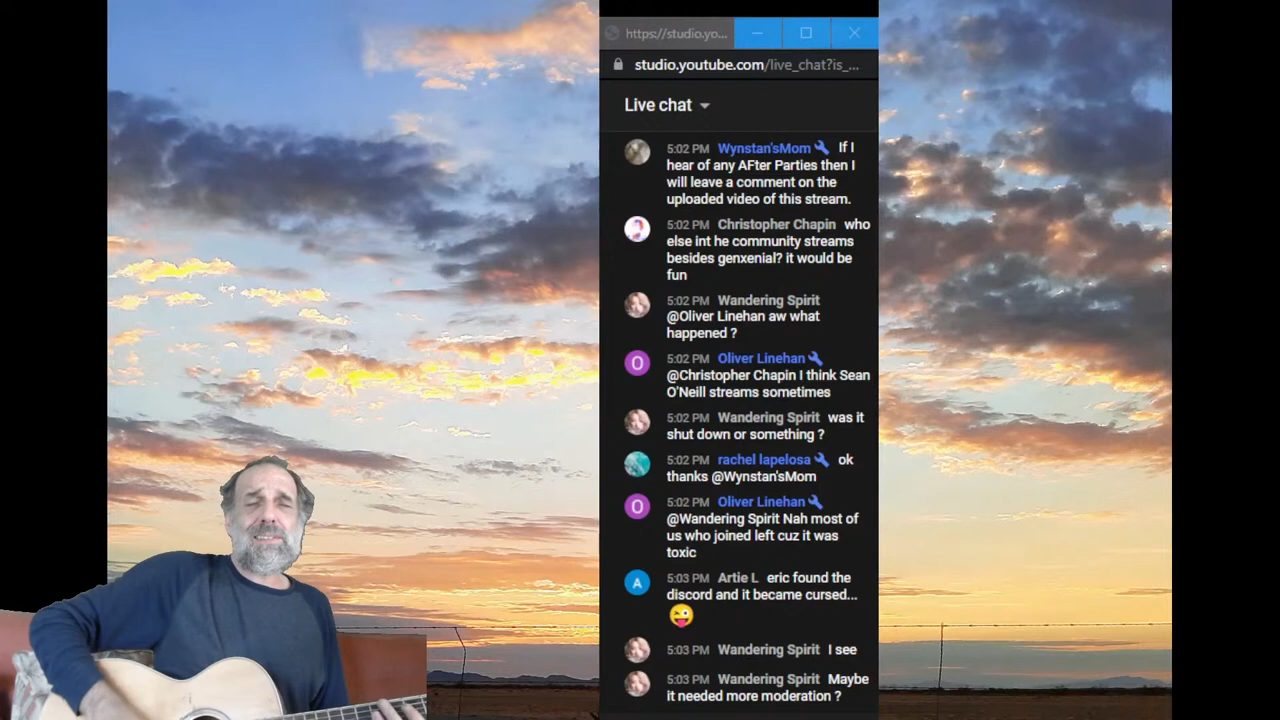 https://studio.yo...
studio.youtube.com/live_chat?is_...
Live chat
5:02 PM Wynstan'sMom If I
hear of any AFter Parties then I
will leave a comment on the
uploaded video of this stream.
5:02 PM Christopher Chapin who
else int he community streams
besides genxenial? it would be
fun
5:02 PM Wandering Spirit
@Oliver Linehan aw what
happened ?
O 5:02 PM Oliver Linehan
@Christopher Chapin I think Sean
O'Neill streams sometimes
5:02 PM Wandering Spirit was it
shut down or something ?
5:02 PM rachel lapelosa ok
thanks @Wynstan'sMom
O 5:02 PM Oliver Linehan
@Wandering Spirit Nah most of
us who joined left cuz it was
toxic
A 5:03 PM Artie L eric found the
discord and it became cursed...
5:03 PM Wandering Spirit I see
5:03 PM Wandering Spirit Maybe
it needed more moderation ?